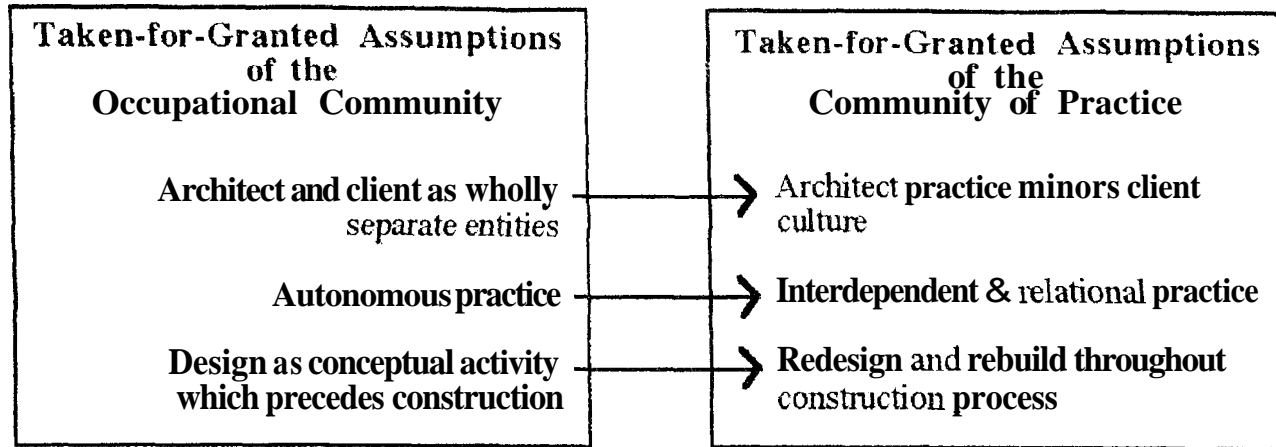 Taken-for-Granted Assumptions
of the
Occupational Community
Architect and client as wholly
separate entities
Autonomous practice
Design as conceptual activity
which precedes construction
Taken-for-Granted Assumptions
of the
Community of Practice
Architect practice minors client
culture
Interdependent & relational practice
Redesign and rebuild throughout
construction process